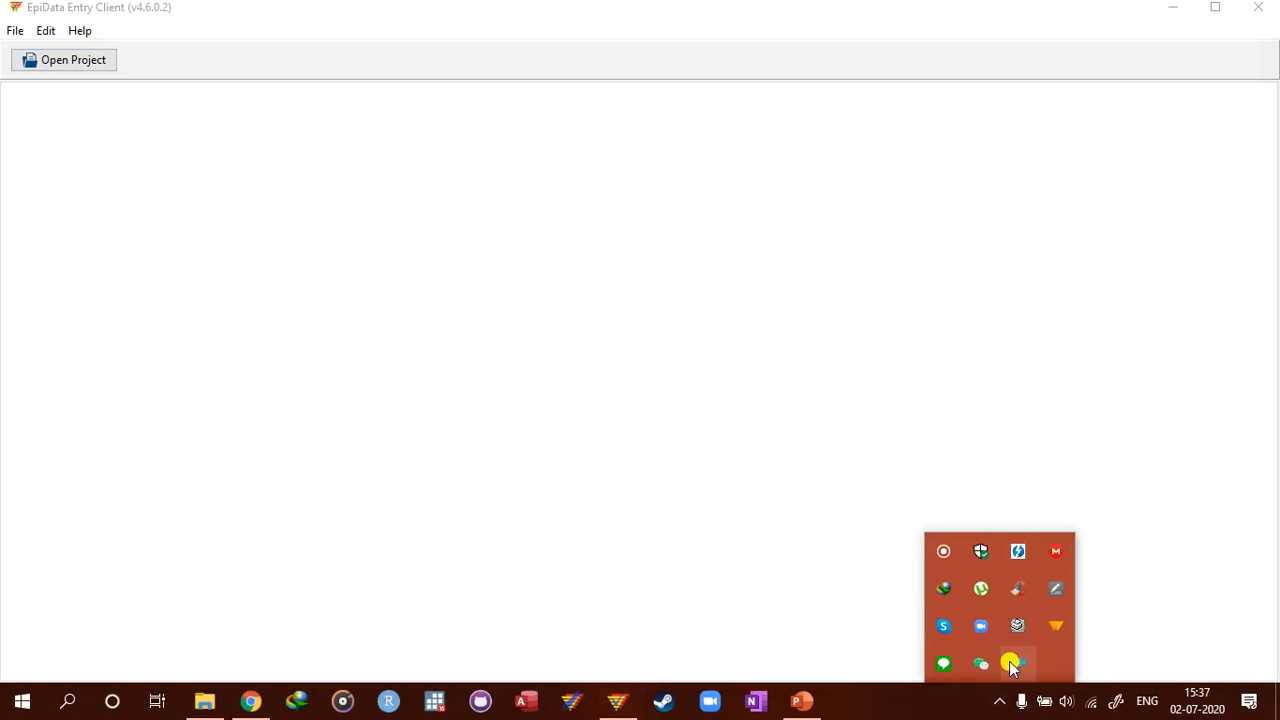 EpiData Entry Client (v4.6.0.2)
File Edit Help
Open Project
ENG
15:37
02-07-2020